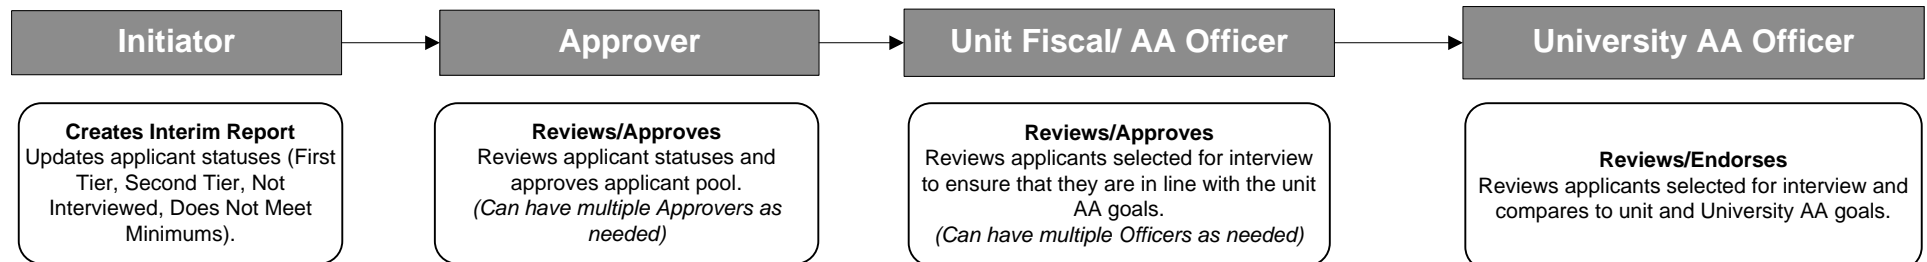 Initiator
Approver
Unit Fiscal/ AA Officer
University AA Officer
Creates Interim Report
Updates applicant statuses (First
Tier, Second Tier, Not
Interviewed, Does Not Meet
Minimums).
Reviews/Approves
Reviews applicant statuses and
approves applicant pool.
(Can have multiple Approvers as
needed)
Reviews/Approves
Reviews applicants selected for interview
to ensure that they are in line with the unit
AA goals.
(Can have multiple Officers as needed)
Reviews/Endorses
Reviews applicants selected for interview and
compares to unit and University AA goals.